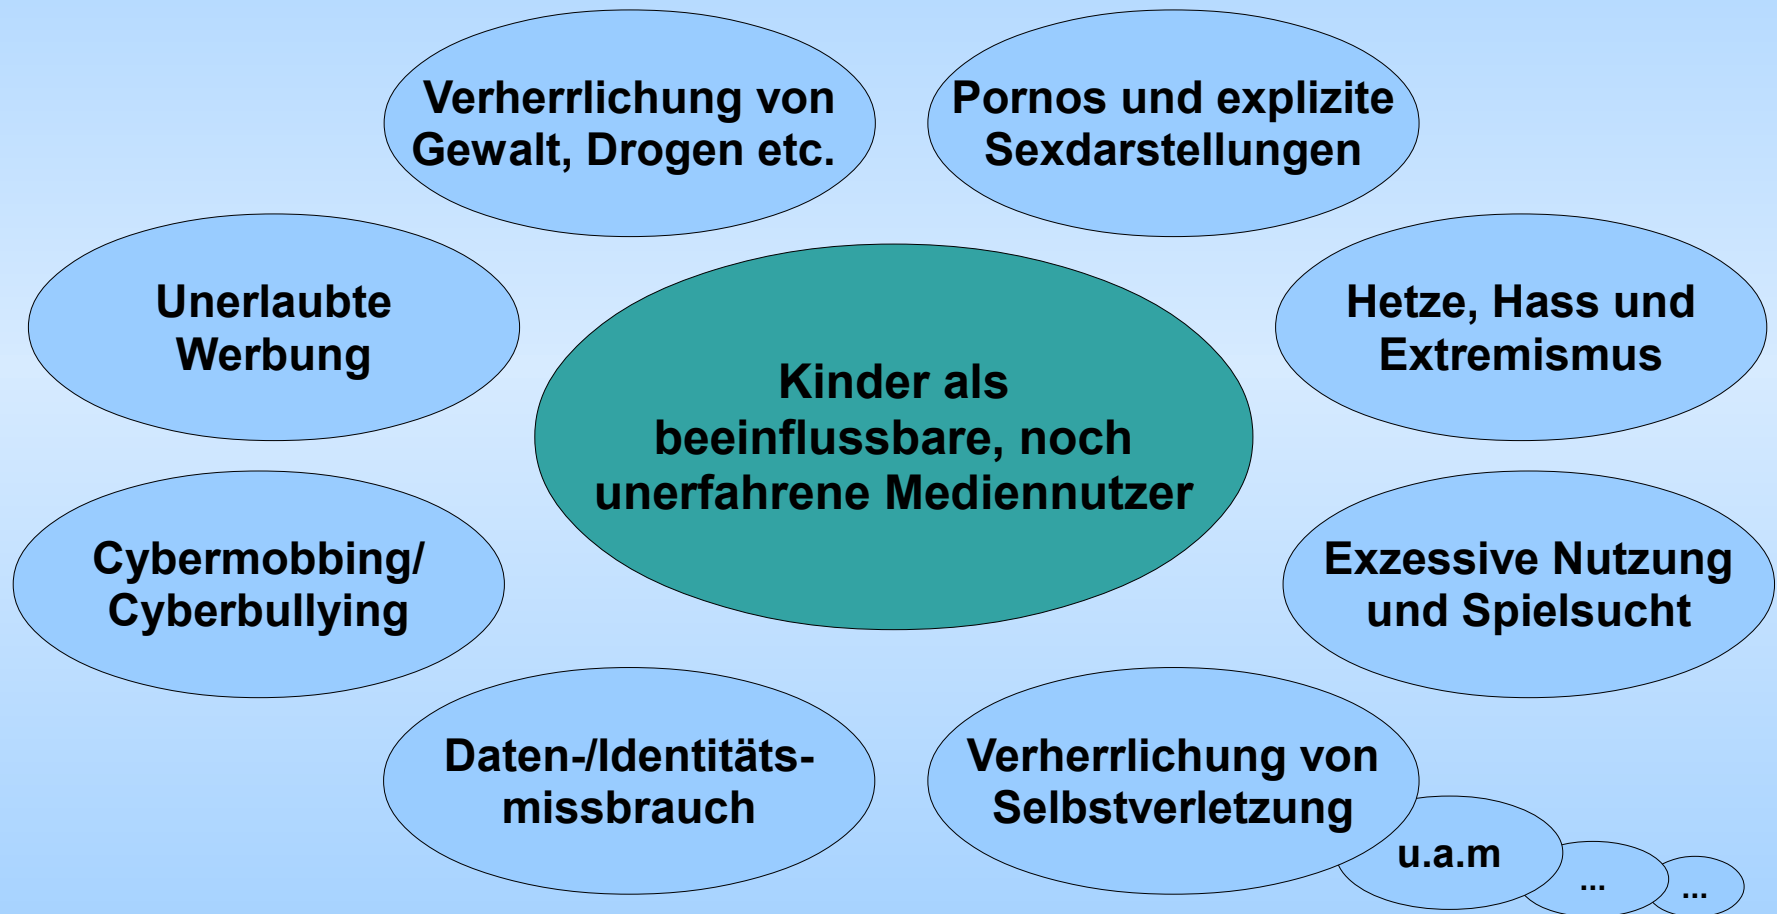 Verherrlichung von
Gewalt, Drogen etc.
Pornos und explizite
Sexdarstellungen
Unerlaubte
Werbung
Hetze, Hass und
Extremismus
Kinder als
beeinflussbare, noch
unerfahrene Mediennutzer
Cybermobbing/
Cyberbullying
Exzessive Nutzung
und Spielsucht
Daten-/Identitäts-
missbrauch
Verherrlichung von
Selbstverletzung
u.a.m
...
...